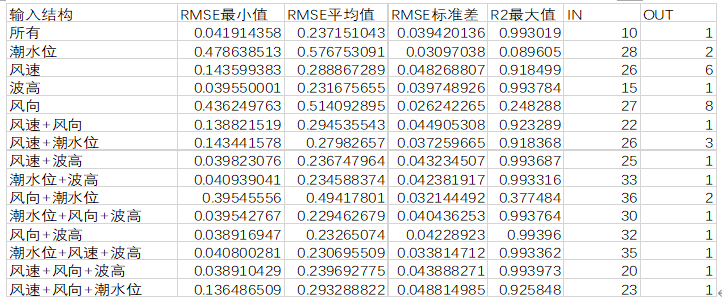 输入结构 RMSE最小值 RMSE平均值 RMSE标准差 R2最大值 IN OUT
所有 0.041914358 0.237151043 0.039420136 0.993019 10 1
潮水位 0.478638513 0.576753091 0.03097038 0.089605 28 2
风速 0.143599383 0.288867289 0.048268807 0.918499 26 6
波高 0.039550001 0.231675655 0.039748926 0.993784 15 1
风向 0.436249763 0.514092895 0.026242265 0.248288 27 8
风速+风向 0.138821519 0.294535543 0.044905308 0.923289 22 1
风速+潮水位 0.143441578 0.27982657 0.037259665 0.918368 26 3
风速+波高 0.039823076 0.236747964 0.043234507 0.993687 25 1
潮水位+波高 0.040939041 0.234588374 0.042381917 0.993316 33 1
风向+潮水位 0.39545556 0.49417801 0.032144492 0.377484 36 2
潮水位+风向+波高 0.039542767 0.229462679 0.040436253 0.993764 30 1
风向+波高 0.038916947 0.23265074 0.04228923 0.99396 32 1
潮水位+风速+波高 0.040800281 0.230695509 0.033814712 0.993362 35 1
风速+风向+波高 0.038910429 0.239692775 0.043888271 0.993973 20 1
风速+风向+潮水位 0.136486509 0.293288822 0.048814985 0.925848 23 1